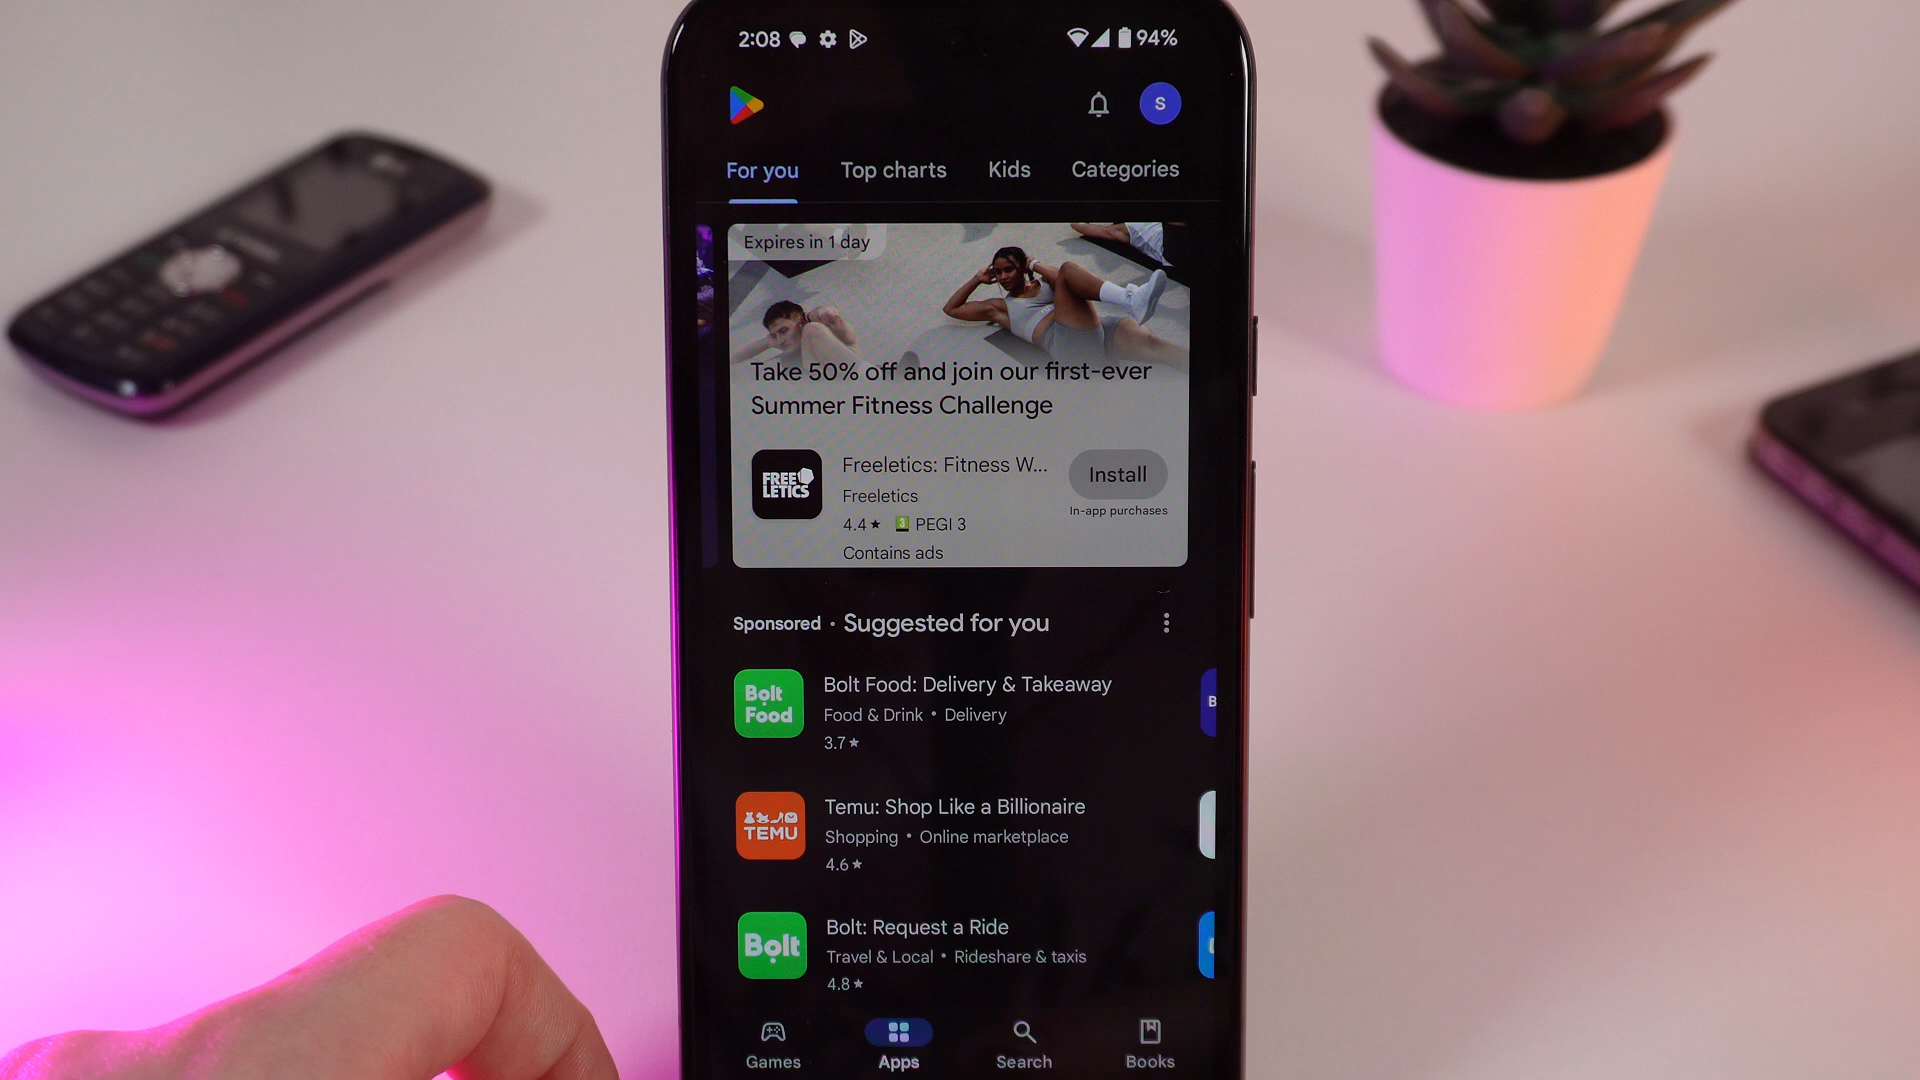 2:08 94%
S
For you Top charts Kids Categories
Expires in 1 day
Take 50% off and join our first-ever
Summer Fitness Challenge
FREE
LETICS
Freeletics: Fitness W...
Install
Freeletics
In-app purchases
4.4★ 3 PEGI 3
Contains ads
Sponsored • Suggested for you
Bolt
Food
Bolt Food: Delivery & Takeaway
Food & Drink • Delivery
3.7★
B
TEMU
Temu: Shop Like a Billionaire
Shopping • Online marketplace
4.6★
Bolt
Bolt: Request a Ride
Travel & Local • Rideshare & taxis
4.8★
Games Apps Search Books